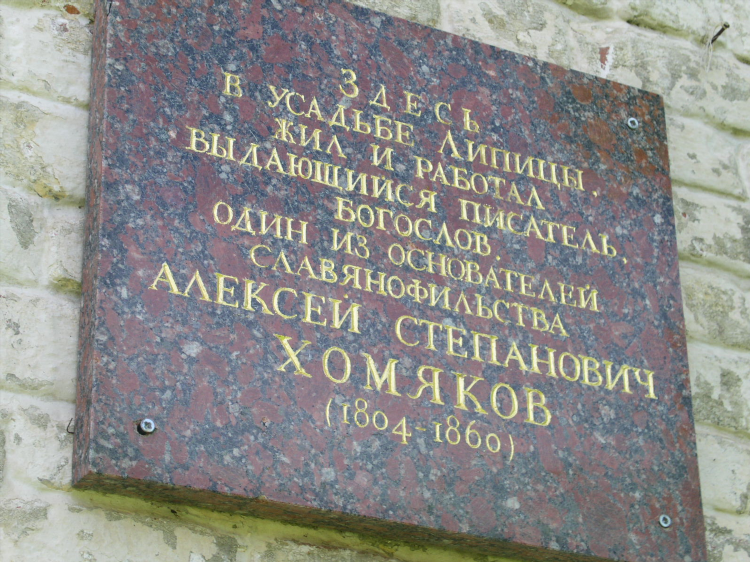 ЗДЕСЬ
В УСАДЬБЕ ЛИПИЦЫ,
ЖИЛ И РАБОТАЛ
ВЫДАЮЩИЙСЯ ПИСАТЕЛЬ,
БОГОСЛОВ,
ОДИН ИЗ ОСНОВАТЕЛЕЙ
СЛАВЯНОФИЛЬСТВА
АЛЕКСЕЙ СТЕПАНОВИЧ
ХОМЯКОВ
(1804-1860)